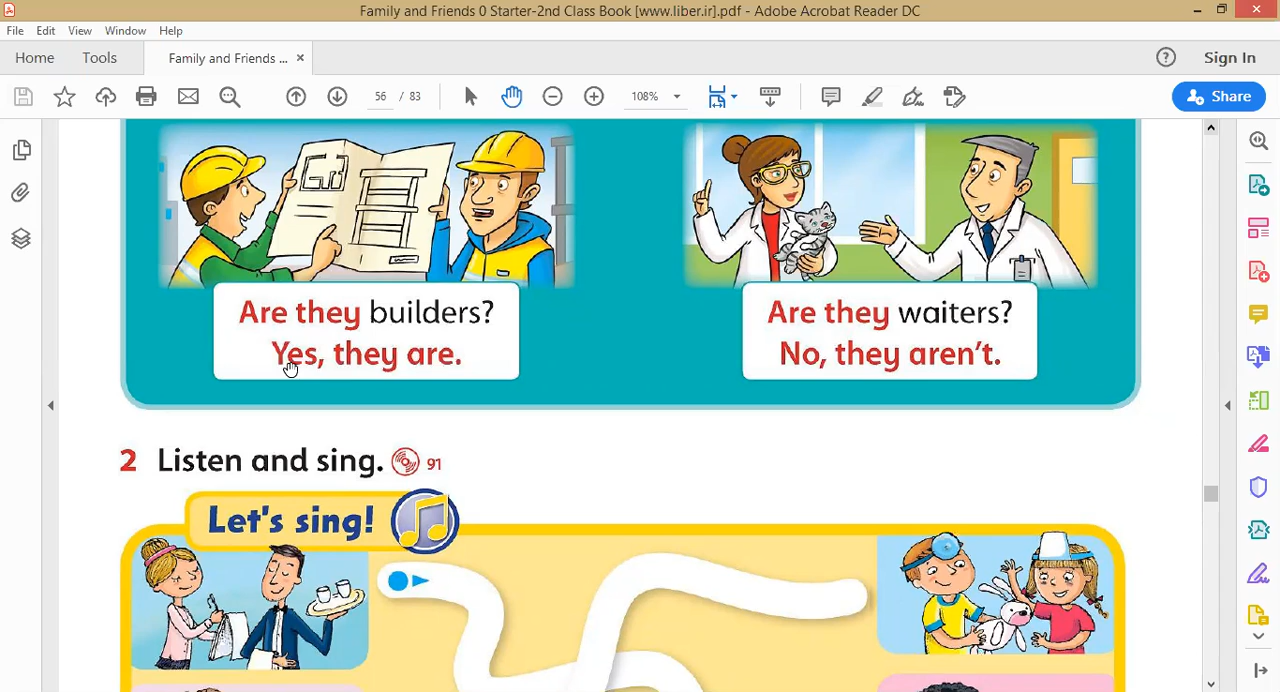 Family and Friends 0 Starter-2nd Class Book [www.liber.ir].pdf - Adobe Acrobat Reader DC
File Edit View Window Help
Home Tools Family and Friends ... × Sign In
56 / 83 108% Share
Are they builders?
Yes, they are.
Are they waiters?
No, they aren't.
2 Listen and sing. 91
Let's sing!